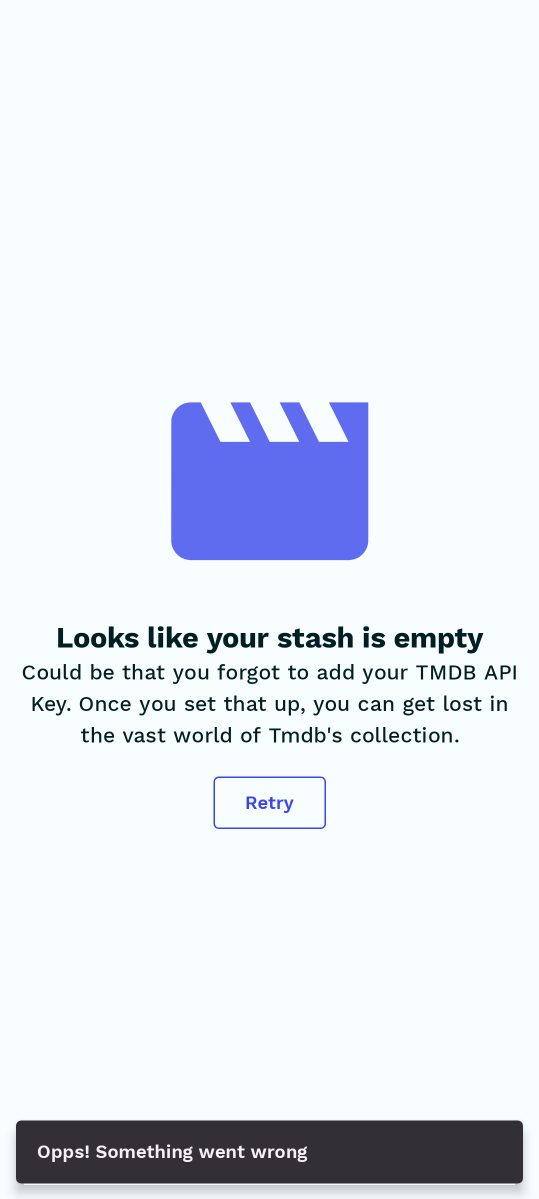 Looks like your stash is empty
Could be that you forgot to add your TMDB API
Key. Once you set that up, you can get lost in
the vast world of Tmdb's collection.
Retry
Opps! Something went wrong